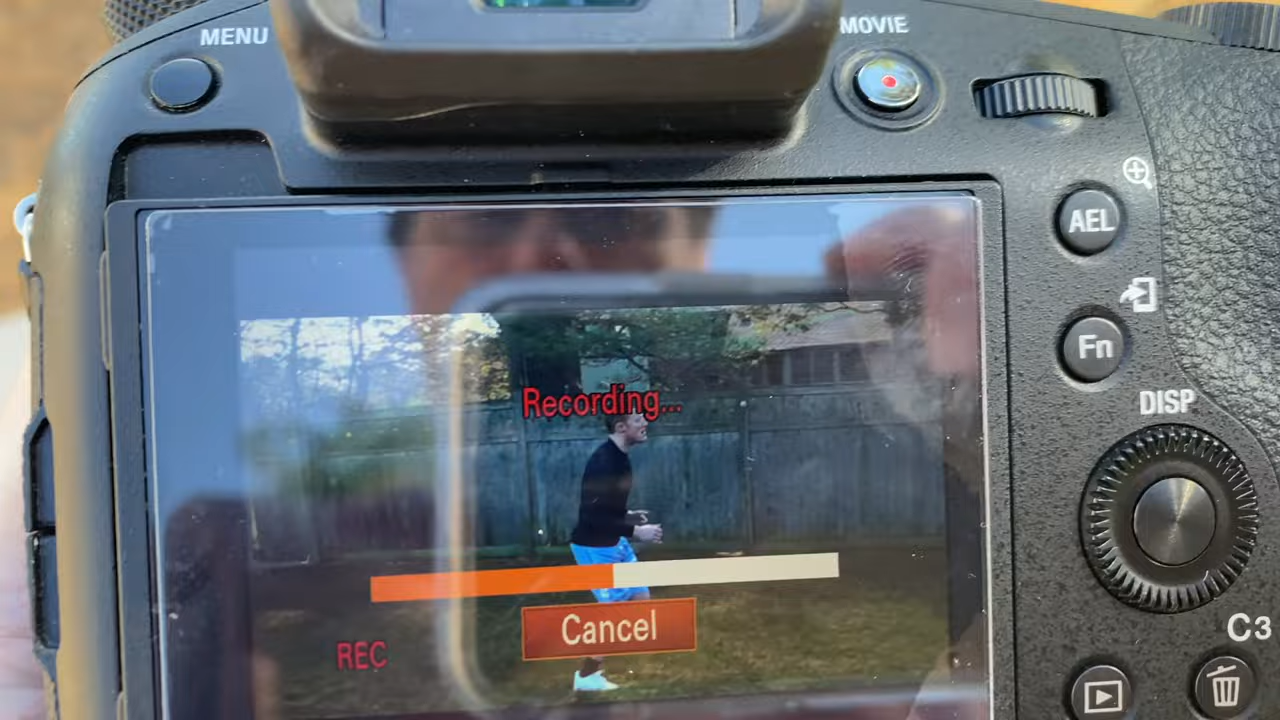 MENU
MOVIE
AEL
Fn
DISP
Recording...
Cancel
REC
C3